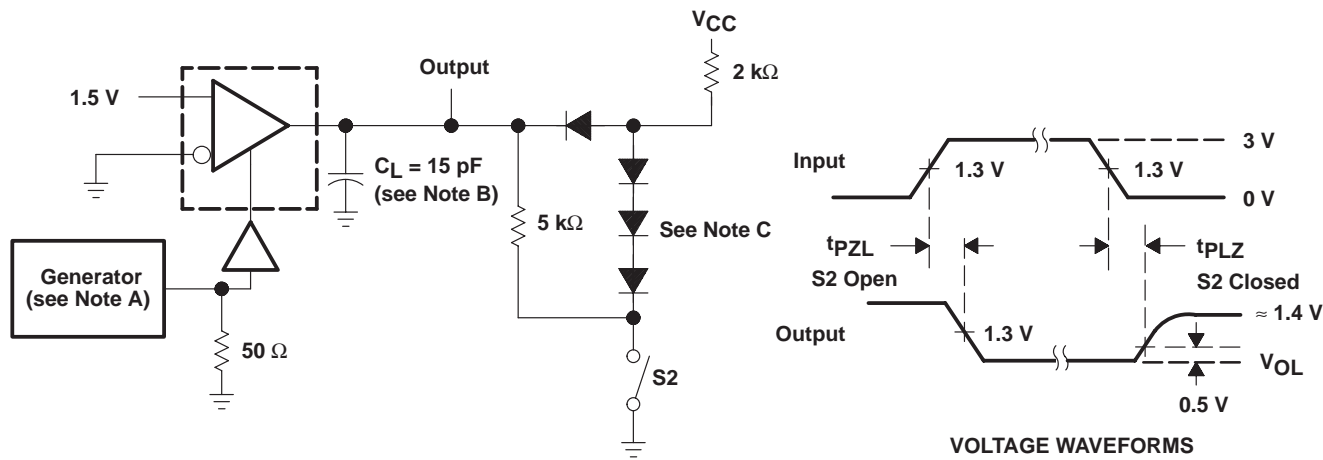 VCC
2 kΩ
Output
1.5 V
CL = 15 pF
(see Note B)
5 kΩ
See Note C
Generator
(see Note A)
50 Ω
S2
Input
3 V
1.3 V
1.3 V
0 V
tPZL
tPLZ
S2 Open
S2 Closed
≈ 1.4 V
Output
1.3 V
VOL
0.5 V
VOLTAGE WAVEFORMS